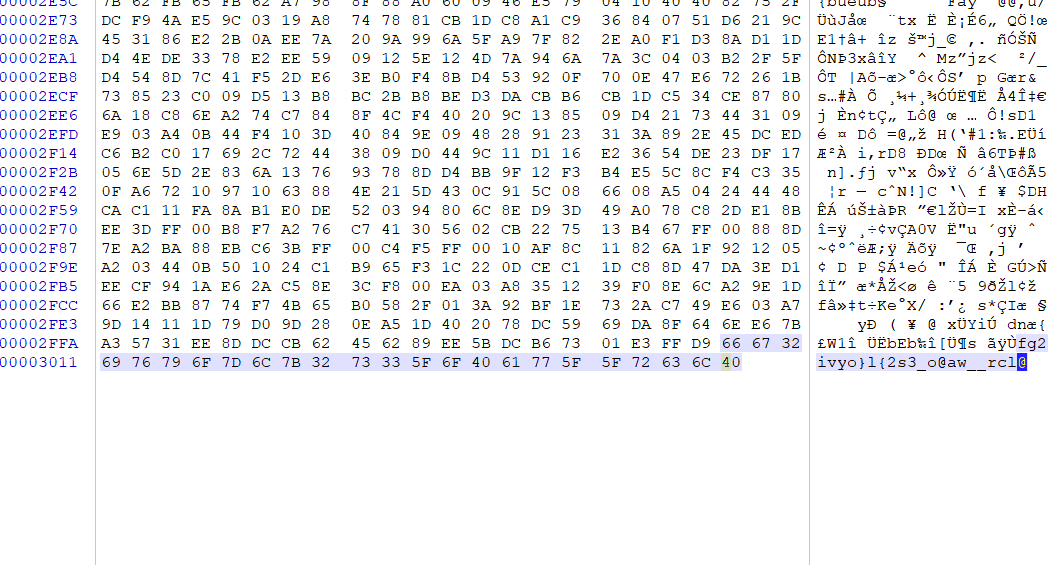 00002E5C 7B 62 FB 65 FB 62 A7 98 8F 88 A0 60 09 46 E5 79 04 10 40 40 82 75 2F
00002E73 DC F9 4A E5 9C 03 19 A8 74 78 81 CB 1D C8 A1 C9 36 84 07 51 D6 21 9C ÜùJåœ ¨tx Ë È¡É6„ QÖ!œ
00002E8A 45 31 86 E2 2B 0A EE 7A 20 9A 99 6A 5F A9 7F 82 2E A0 F1 D3 8A D1 1D E1†â+ îz š™j_© ‚. ñÓŠÑ
00002EA1 D4 4E DE 33 78 E2 EE 59 09 12 5E 12 4D 7A 94 6A 7A 3C 04 03 B2 2F 5F ÔNÞ3xâîY ^ Mz”jz< ²/_
00002EB8 D4 54 8D 7C 41 F5 2D E6 3E B0 F4 8B D4 53 92 0F 70 00 E7 E6 72 26 1B
00002ECF 73 85 23 C0 09 D5 13 B8 BC 2B B8 BE D3 DA CB B6 CB 1D C5 34 CE 87 80 s…#À Õ ¸¼+¸¾ÓÚË¶Ë Å4Î‡€
00002EE6 6A 18 C8 6E A2 74 C7 84 8F 4C F4 40 20 9C 13 85 09 D4 21 73 44 31 09 j Èn¢tÇ„ Lô@ œ … Ô!sD1
00002EFD E9 03 A4 0B 44 F4 10 3D 40 84 9E 09 48 28 91 23 31 3A 89 2E 45 DC ED é ¤ Dô =@„ž H(‘#1:‰.EÜí
00002F14 C6 B2 C0 17 69 2C 72 44 38 09 D0 44 9C 11 D1 16 E2 36 54 DE 23 DF 17 Æ²À i,rD8 ÐDœ Ñ â6TÞ#ß
00002F2B 05 6E 5D 2E 83 6A 13 76 93 78 8D D4 BB 9F 12 F3 B4 E5 5C 8C F4 C3 35 n].ƒj v“x Ô»Ÿ ó´å\ŒôÃ5
00002F42 0F A6 72 10 97 10 63 88 4E 21 5D 43 0C 91 5C 08 66 08 A5 04 24 44 48 ¦r — cˆN!]C ‘\ f ¥ $DH
00002F59 CA C1 11 FA 8A B1 E0 DE 52 03 94 80 6C 8E D9 3D 49 A0 78 C8 2D E1 8B ÊÁ úŠ±àÞR ”€lŽÙ=I xÈ-á‹
00002F70 EE 3D FF 00 B8 F7 A2 76 C7 41 30 56 02 CB 22 75 13 B4 67 FF 00 88 8D î=ÿ ¸÷¢vÇA0V Ë"u ´gÿ ˆ
00002F87 7E A2 BA 88 EB C6 3B FF 00 C4 F5 FF 00 10 AF 8C 11 82 6A 1F 92 12 05 ~¢ºˆëÆ;ÿ Äõÿ ¯Œ ‚j ’
00002F9E A2 03 44 0B 50 10 24 C1 B9 65 F3 1C 22 0D CE C1 1D C8 8D 47 DA 3E D1 ¢ D P $Á¹eó " ÎÁ È GÚ>Ñ
00002FB5 EE CF 94 1A E6 2A C5 8E 3C F8 00 EA 03 A8 35 12 39 F0 8E 6C A2 9E 1D îÏ” æ*ÅŽ<ø ê ¨5 9ðŽl¢ž
00002FCC 66 E2 BB 87 74 F7 4B 65 B0 58 2F 01 3A 92 BF 1E 73 2A C7 49 E6 03 A7 fâ»‡t÷Ke°X/ :’¿ s*ÇIæ §
00002FE3 9D 14 11 1D 79 D0 9D 28 0E A5 1D 40 20 78 DC 59 69 DA 8F 64 6E E6 7B yÐ ( ¥ @ xÜYiÚ dnæ{
00002FFA A3 57 31 EE 8D DC CB 62 45 62 89 EE 5B DC B6 73 01 E3 FF D9 66 67 32 £W1î ÜËbEb‰î[Ü¶s ãÿÙfg2
00003011 69 76 79 6F 7D 6C 7B 32 73 33 5F 6F 40 61 77 5F 5F 72 63 6C 40 ivyo}l{2s3_o@aw__rcl@